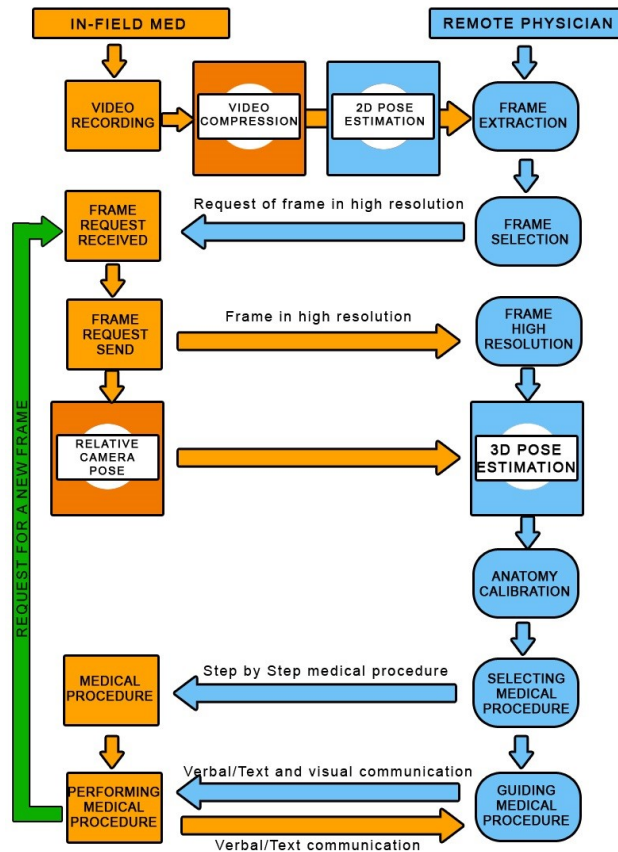 IN-FIELD MED
REMOTE PHYSICIAN
VIDEO
RECORDING
VIDEO
COMPRESSION
2D POSE
ESTIMATION
FRAME
EXTRACTION
FRAME
REQUEST
RECEIVED
Request of frame in high resolution
FRAME
SELECTION
FRAME
REQUEST
SEND
Frame in high resolution
FRAME
HIGH
RESOLUTION
RELATIVE
CAMERA
POSE
3D POSE
ESTIMATION
REQUEST FOR A NEW FRAME
ANATOMY
CALIBRATION
MEDICAL
PROCEDURE
Step by Step medical procedure
SELECTING
MEDICAL
PROCEDURE
PERFORMING
MEDICAL
PROCEDURE
Verbal/Text and visual communication
GUIDING
MEDICAL
PROCEDURE
Verbal/Text communication